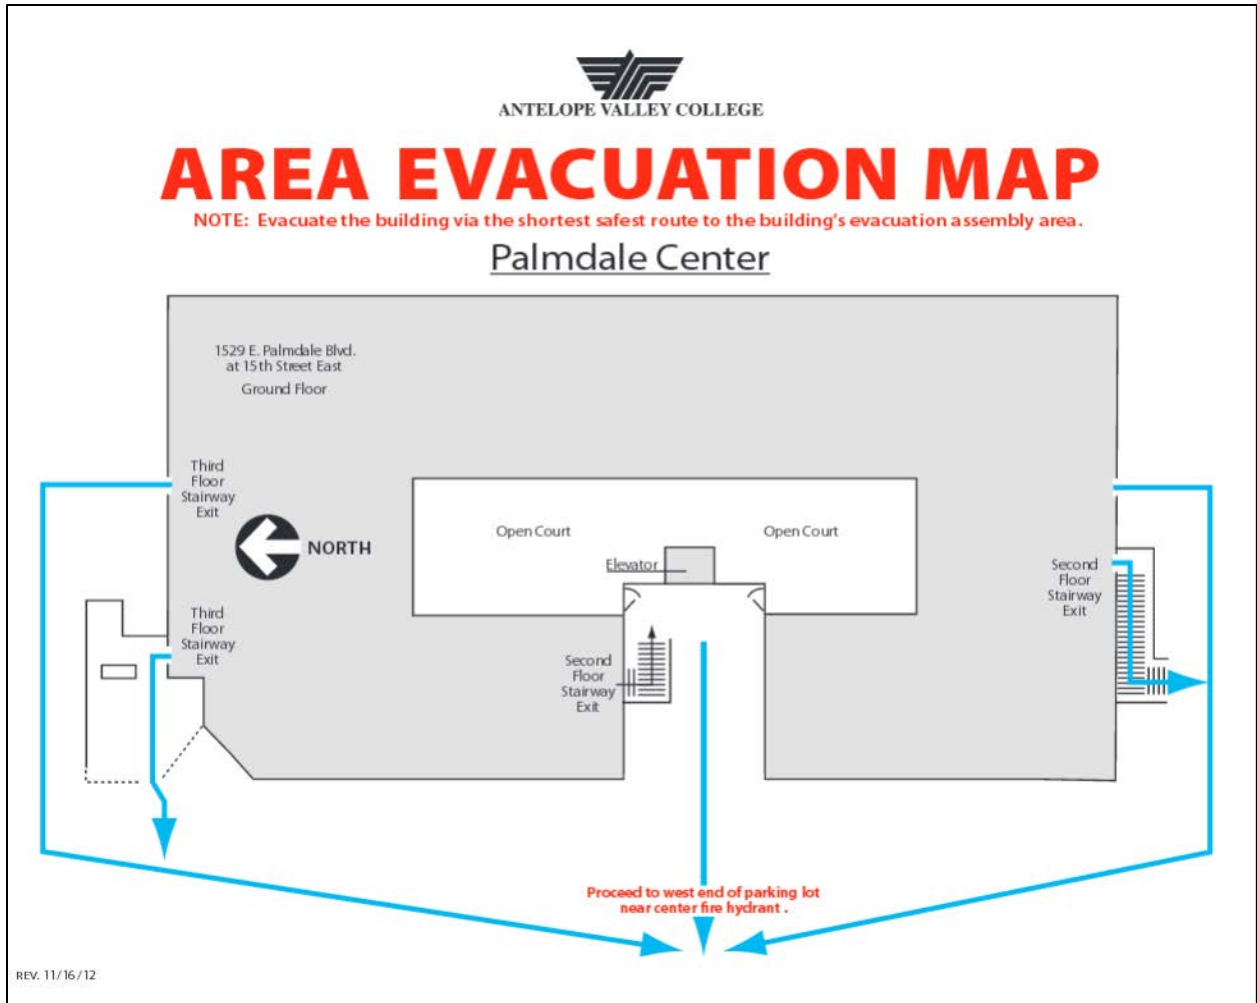 ANTELOPE VALLEY COLLEGE
AREA EVACUATION MAP
NOTE: Evacuate the building via the shortest safest route to the building's evacuation assembly area.
Palmdale Center
1529 E. Palmdale Blvd.
at 15th Street East
Ground Floor
Third
Floor
Stairway
Exit
NORTH
Open Court
Open Court
Elevator
Second
Floor
Stairway
Exit
Third
Floor
Stairway
Exit
Second
Floor
Stairway
Exit
Proceed to west end of parking lot
near center fire hydrant .
REV. 11/16/12